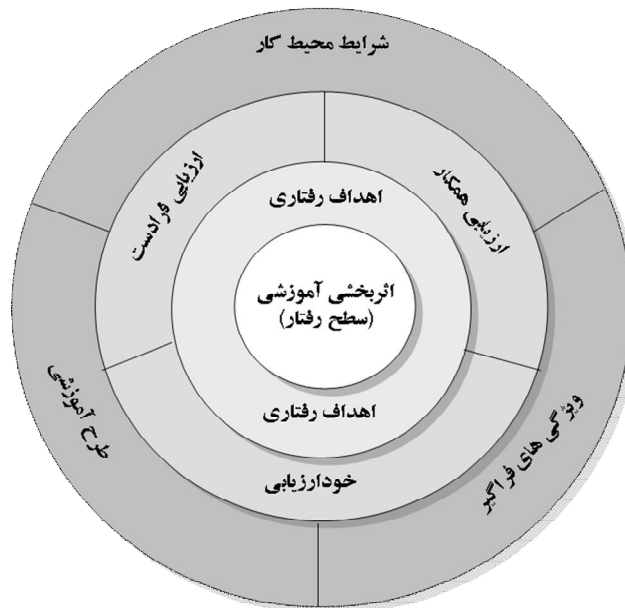 شرایط محیط کار
ارزیابی فرادست
ارزیابی همکار
اهداف رفتاری
اثربخشی آموزشی
(سطح رفتار)
اهداف رفتاری
خودارزیابی
طرح آموزشی
ویژگی های فراگیر